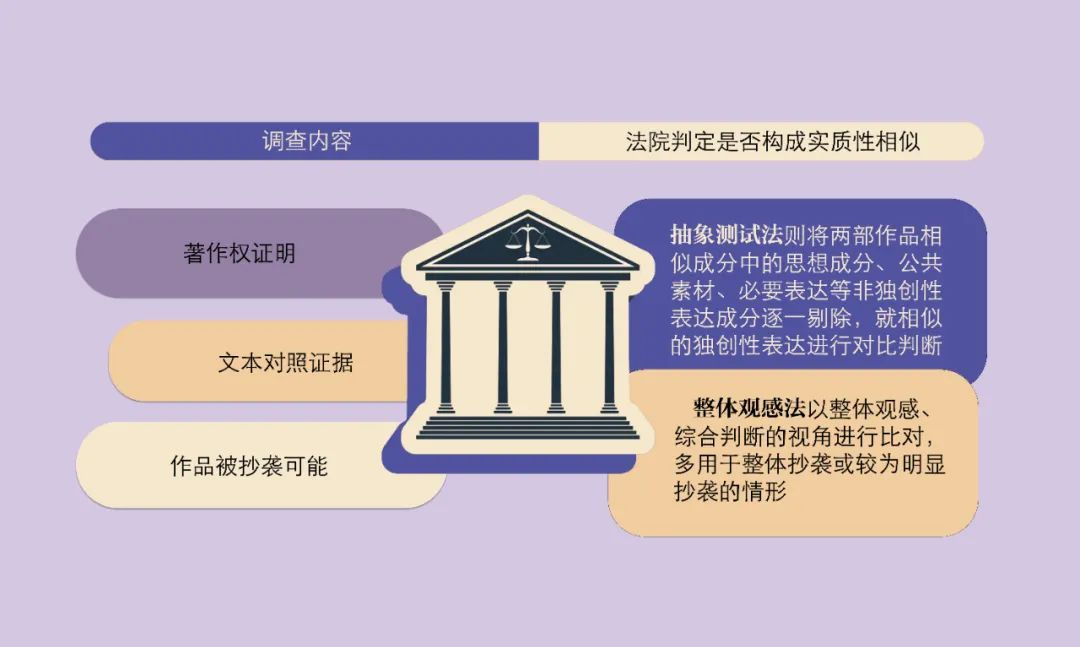 调查内容
法院判定是否构成实质性相似
著作权证明
文本对照证据
作品被抄袭可能
抽象测试法则将两部作品相
似成分中的思想成分、公共
素材、必要表达等非独创性
表达成分逐一剔除，就相似
的独创性表达进行对比判断
整体观感法以整体观感、
综合判断的视角进行比对，
多用于整体抄袭或较为明显
抄袭的情形